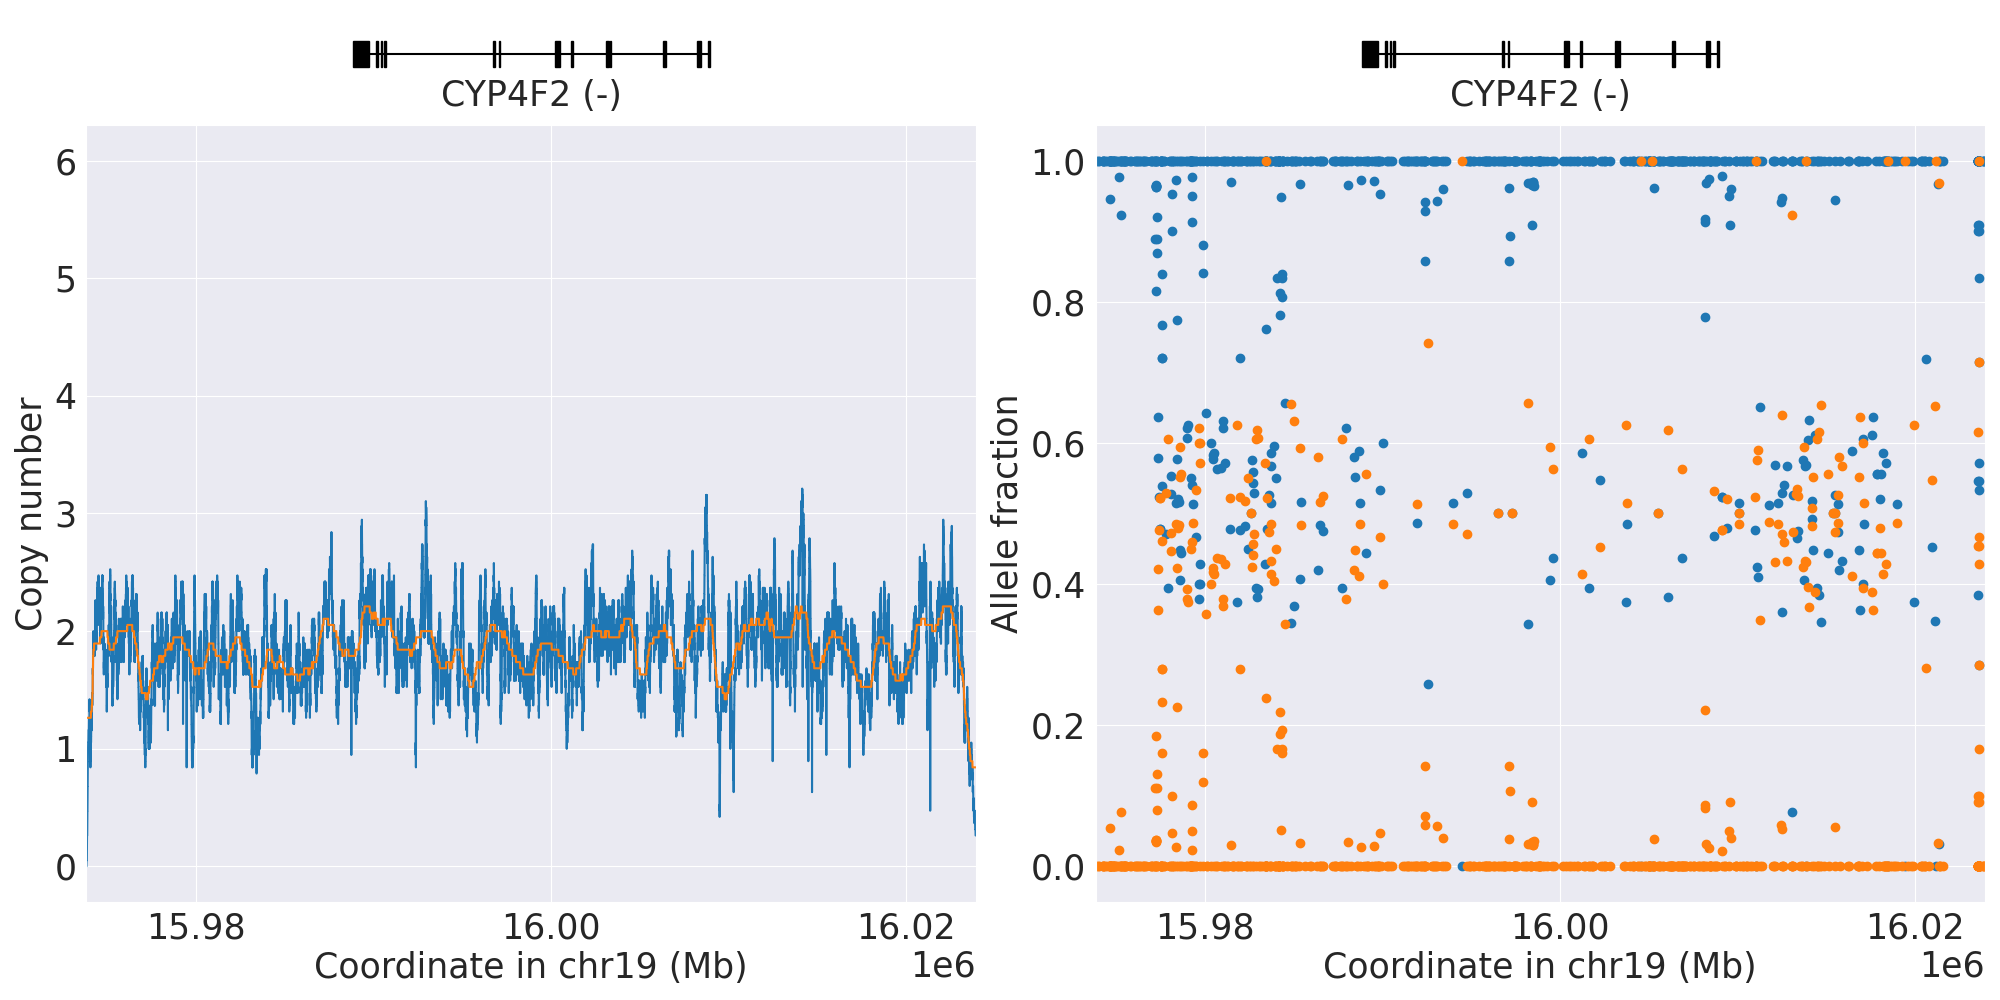 CYP4F2 (-)
6
5
4
3
2
1
0
Copy number
15.98
16.00
16.02
Coordinate in chr19 (Mb)
1e6
CYP4F2 (-)
1.0
0.8
0.6
0.4
0.2
0.0
Allele fraction
15.98
16.00
16.02
Coordinate in chr19 (Mb)
1e6